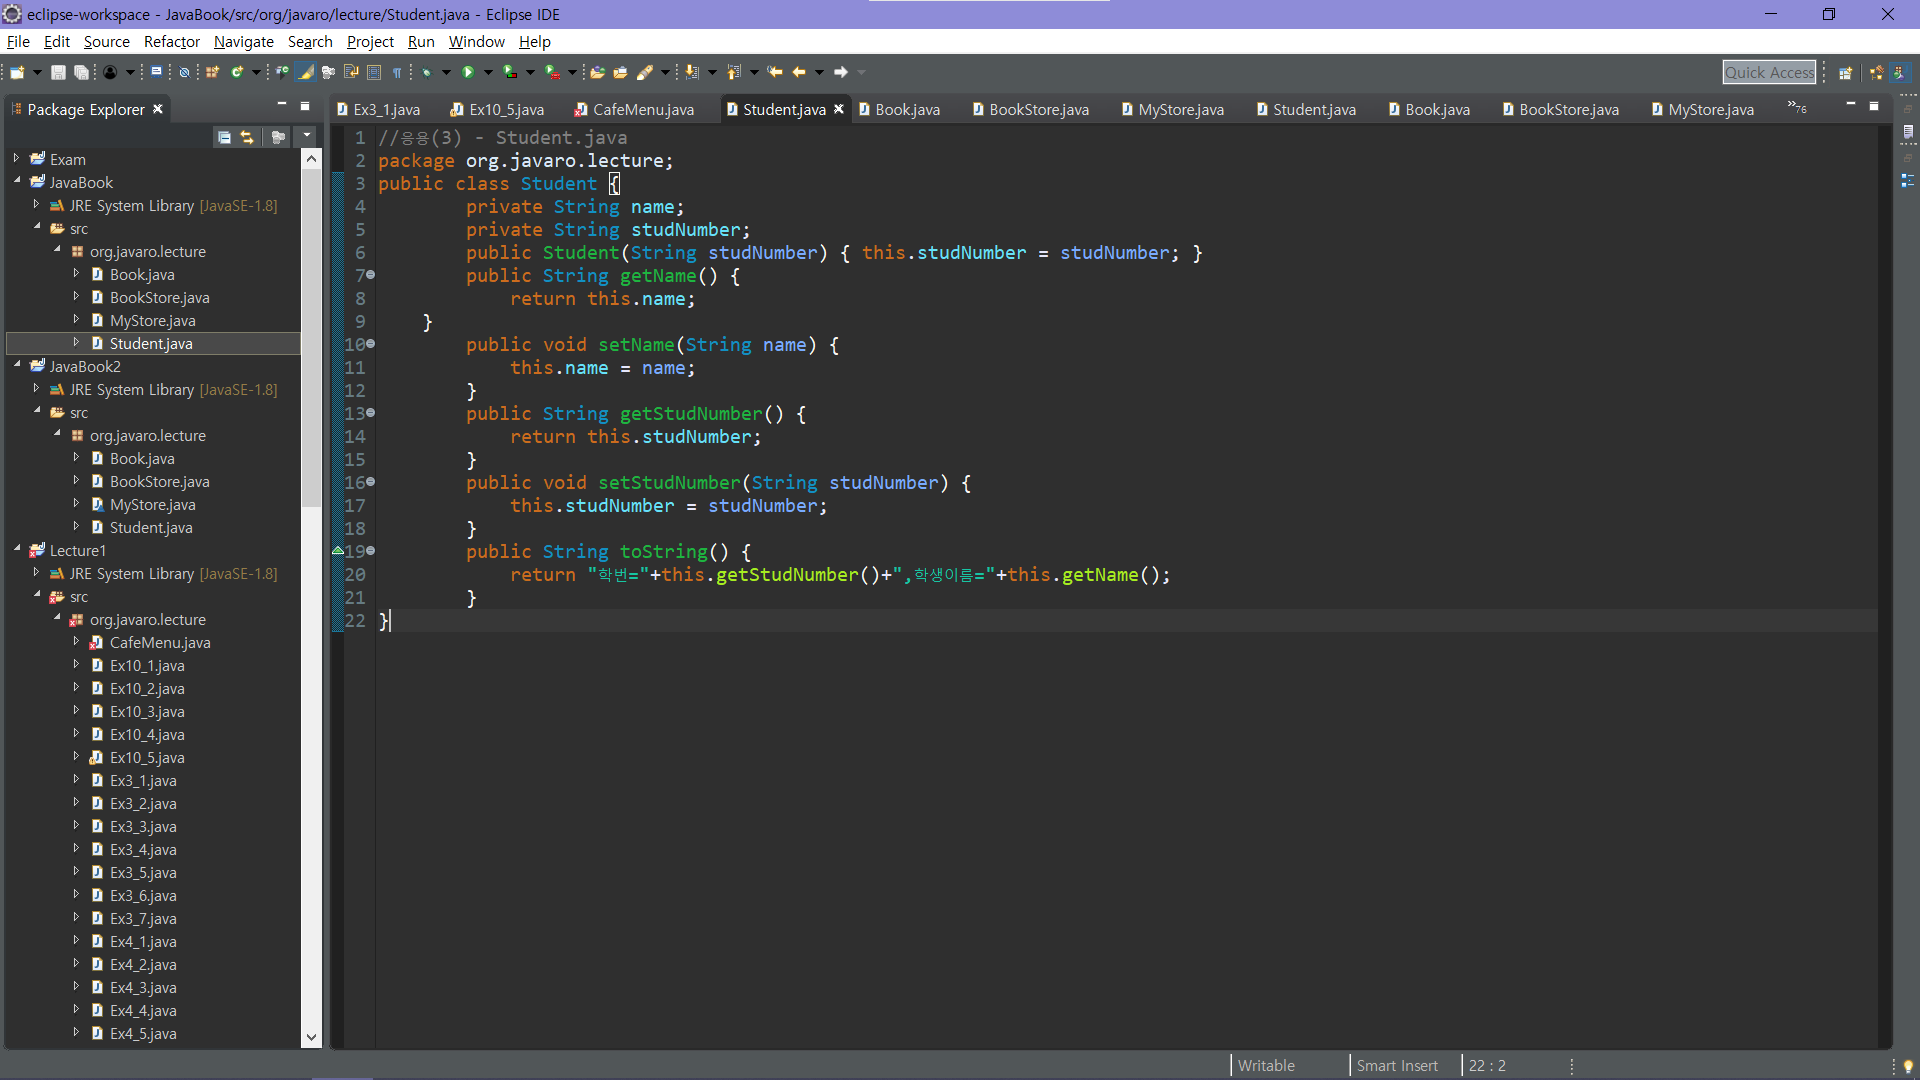 eclipse-workspace - JavaBook/src/org/javaro/lecture/Student.java - Eclipse IDE
File Edit Source Refactor Navigate Search Project Run Window Help
Quick Access
Package Explorer
Ex3_1.java Ex10_5.java CafeMenu.java Student.java Book.java BookStore.java MyStore.java Student.java Book.java BookStore.java MyStore.java »76
Exam
JavaBook
JRE System Library [JavaSE-1.8]
src
org.javaro.lecture
Book.java
BookStore.java
MyStore.java
Student.java
JavaBook2
JRE System Library [JavaSE-1.8]
src
org.javaro.lecture
Book.java
BookStore.java
MyStore.java
Student.java
Lecture1
JRE System Library [JavaSE-1.8]
src
org.javaro.lecture
CafeMenu.java
Ex10_1.java
Ex10_2.java
Ex10_3.java
Ex10_4.java
Ex10_5.java
Ex3_1.java
Ex3_2.java
Ex3_3.java
Ex3_4.java
Ex3_5.java
Ex3_6.java
Ex3_7.java
Ex4_1.java
Ex4_2.java
Ex4_3.java
Ex4_4.java
Ex4_5.java
1 //응용(3) - Student.java
2 package org.javaro.lecture;
3 public class Student {
4 private String name;
5 private String studNumber;
6 public Student(String studNumber) { this.studNumber = studNumber; }
7 public String getName() {
8 return this.name;
9 }
10 public void setName(String name) {
11 this.name = name;
12 }
13 public String getStudNumber() {
14 return this.studNumber;
15 }
16 public void setStudNumber(String studNumber) {
17 this.studNumber = studNumber;
18 }
19 public String toString() {
20 return "학번="+this.getStudNumber()+",학생이름="+this.getName();
21 }
22 }
Writable Smart Insert 22 : 2